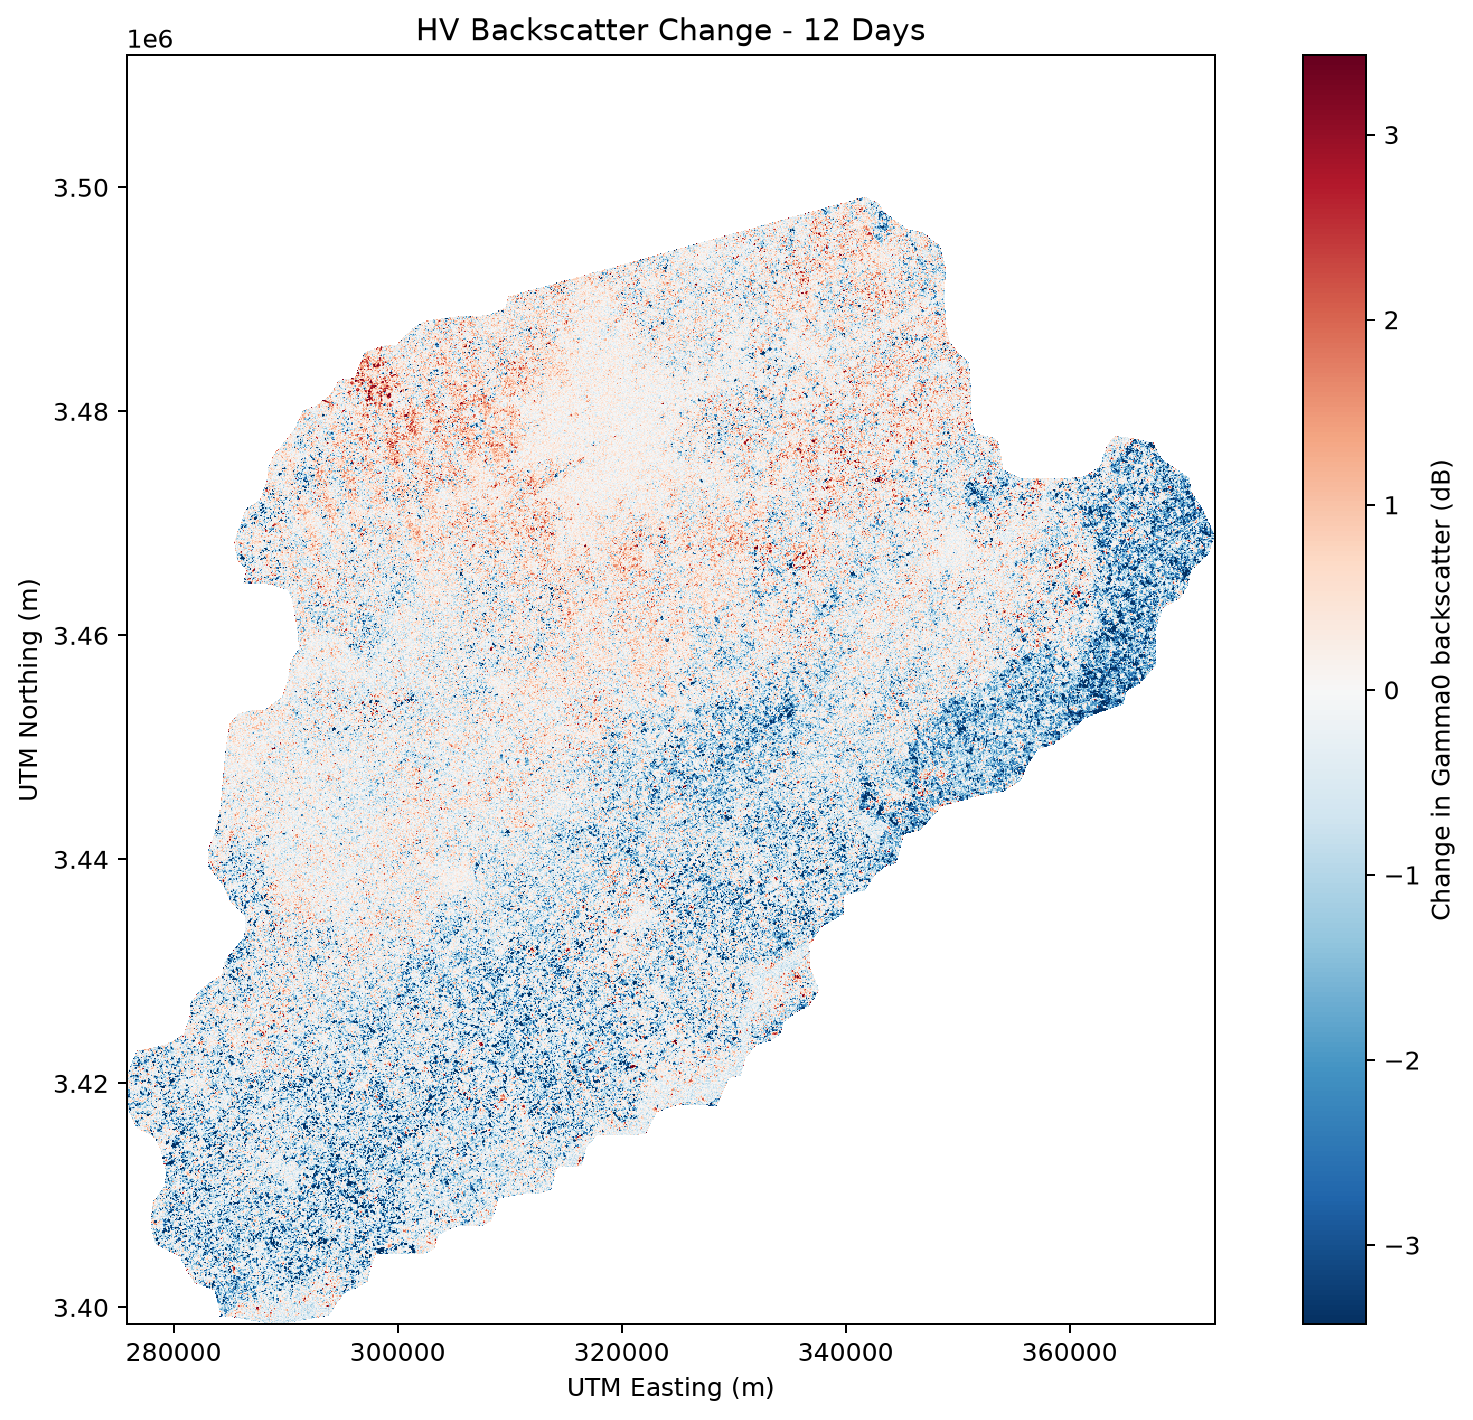 HV Backscatter Change - 12 Days
1e6
3.50
3.48
3.46
3.44
3.42
3.40
UTM Northing (m)
280000 300000 320000 340000 360000
UTM Easting (m)
3
2
1
0
−1
−2
−3
Change in Gamma0 backscatter (dB)